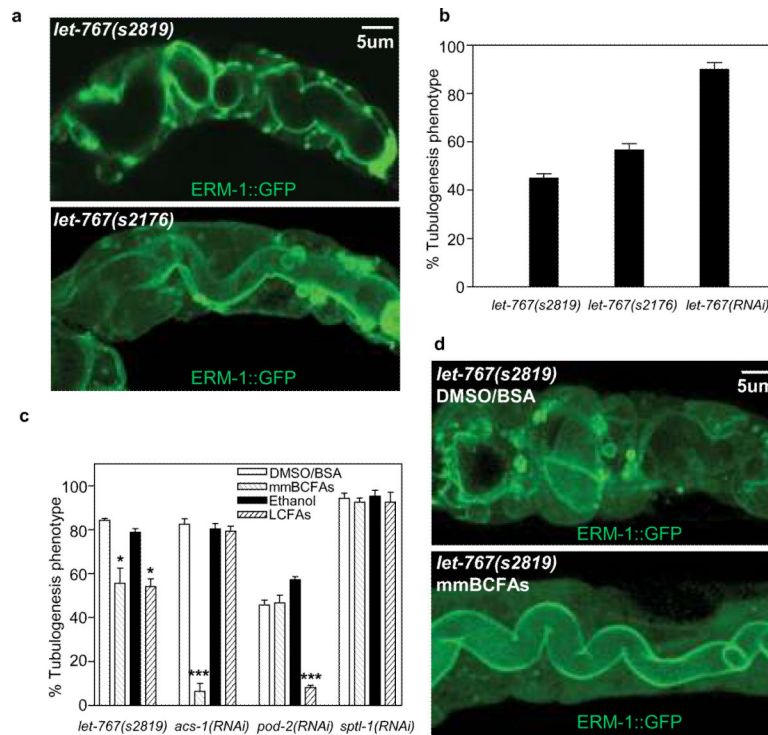 a
let-767(s2819)
5um
ERM-1::GFP
let-767(s2176)
ERM-1::GFP
b
% Tubulogenesis phenotype
100
80
60
40
20
0
let-767(s2819) let-767(s2176) let-767(RNAi)
c
% Tubulogenesis phenotype
100
80
60
40
20
0
DMSO/BSA
mmBCFAs
Ethanol
LCFAs
* * *** ***
let-767(s2819) acs-1(RNAi) pod-2(RNAi) sptl-1(RNAi)
d
let-767(s2819)
DMSO/BSA
5um
ERM-1::GFP
let-767(s2819)
mmBCFAs
ERM-1::GFP